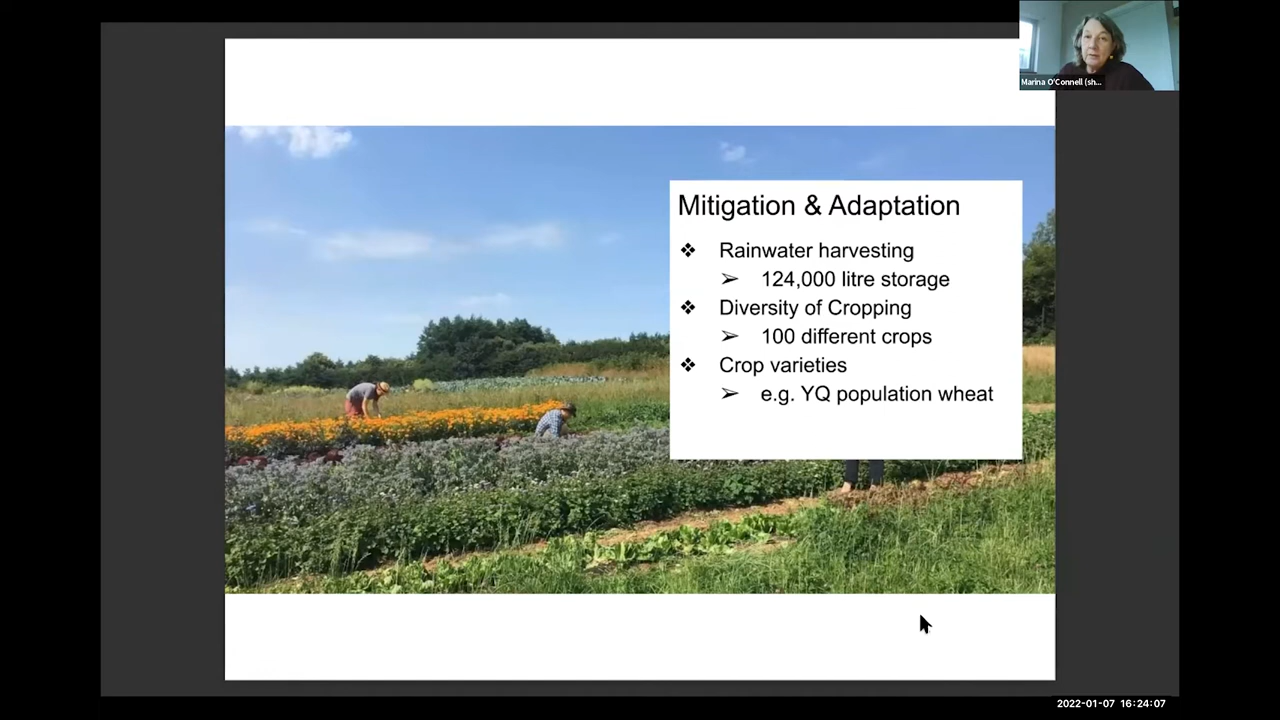 Marina O'Connell (sh...
Mitigation & Adaptation
❖ Rainwater harvesting
➢ 124,000 litre storage
❖ Diversity of Cropping
➢ 100 different crops
❖ Crop varieties
➢ e.g. YQ population wheat
2022-01-07 16:24:07